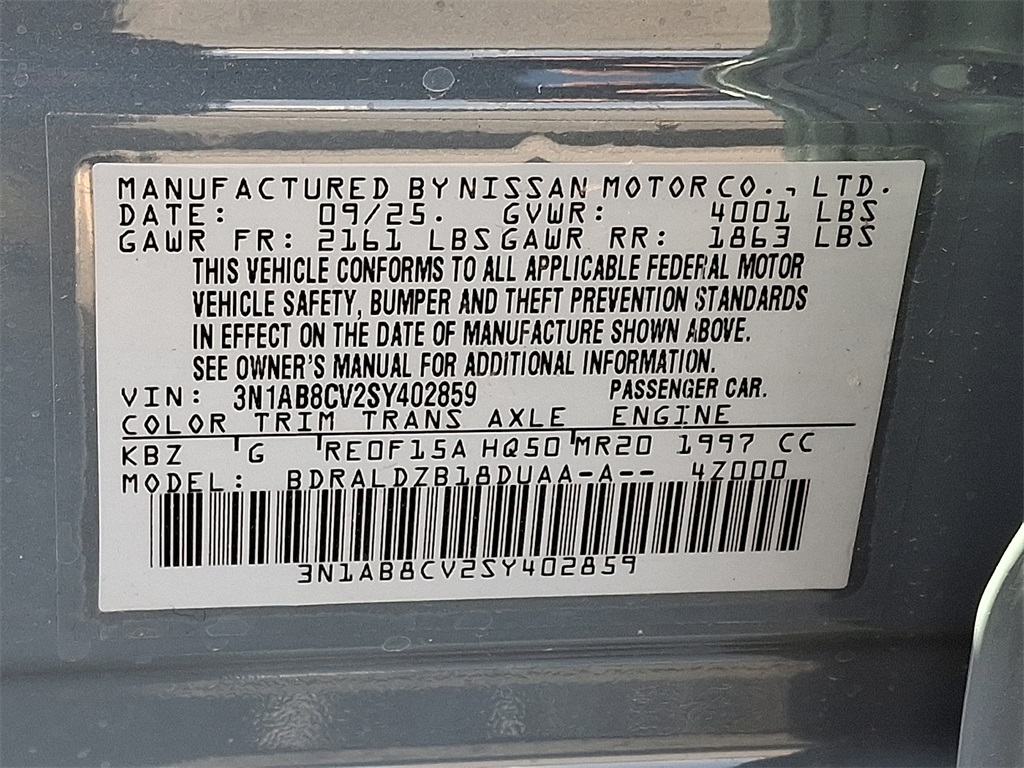 MANUFACTURED BY NISSAN MOTOR CO., LTD.
DATE: 09/25. GVWR: 4001 LBS
GAWR FR: 2161 LBS GAWR RR: 1863 LBS
THIS VEHICLE CONFORMS TO ALL APPLICABLE FEDERAL MOTOR
VEHICLE SAFETY, BUMPER AND THEFT PREVENTION STANDARDS
IN EFFECT ON THE DATE OF MANUFACTURE SHOWN ABOVE.
SEE OWNER'S MANUAL FOR ADDITIONAL INFORMATION.
VIN: 3N1AB8CV2SY402859 PASSENGER CAR.
COLOR TRIM TRANS AXLE ENGINE
KBZ G RE0F15A HQ50 MR20 1997 CC
MODEL: BDRALDZB18DUAA-A-- 4Z000
3N1AB8CV2SY402859